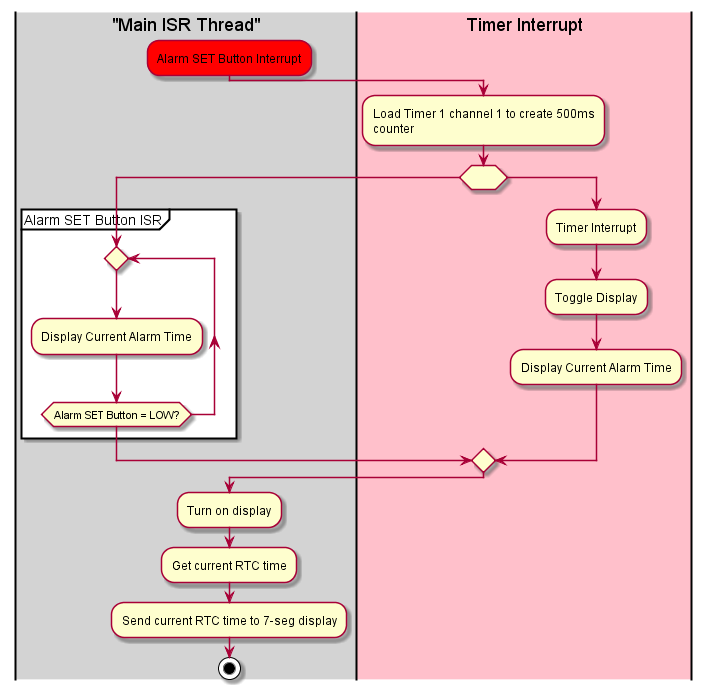 "Main ISR Thread"
Timer Interrupt
Alarm SET Button Interrupt
Load Timer 1 channel 1 to create 500ms
counter
Alarm SET Button ISR
Timer Interrupt
Toggle Display
Display Current Alarm Time
Display Current Alarm Time
Alarm SET Button = LOW?
Turn on display
Get current RTC time
Send current RTC time to 7-seg display